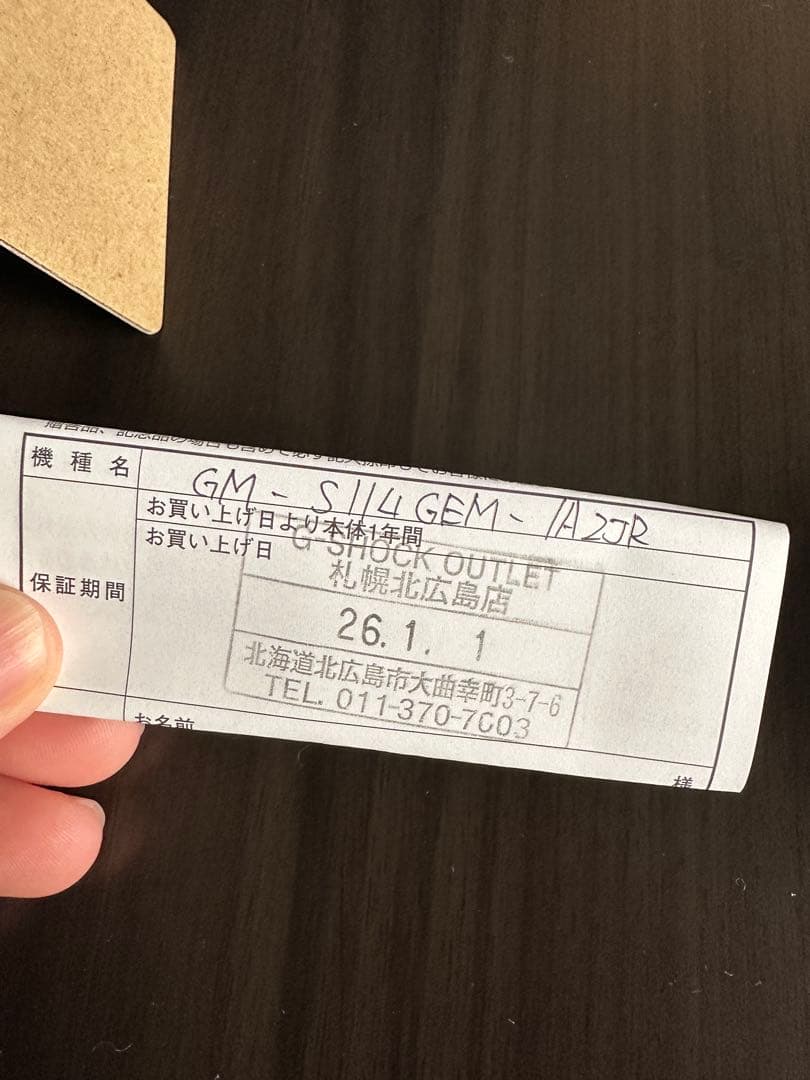 機種名
GM-S114GEM-1A2JR
保証期間
お買い上げ日より本体1年間
お買い上げ日
G-SHOCK OUTLET
札幌北広島店
26.1.1
北海道北広島市大曲幸町3-7-6
TEL. 011-370-7603
お名前
様